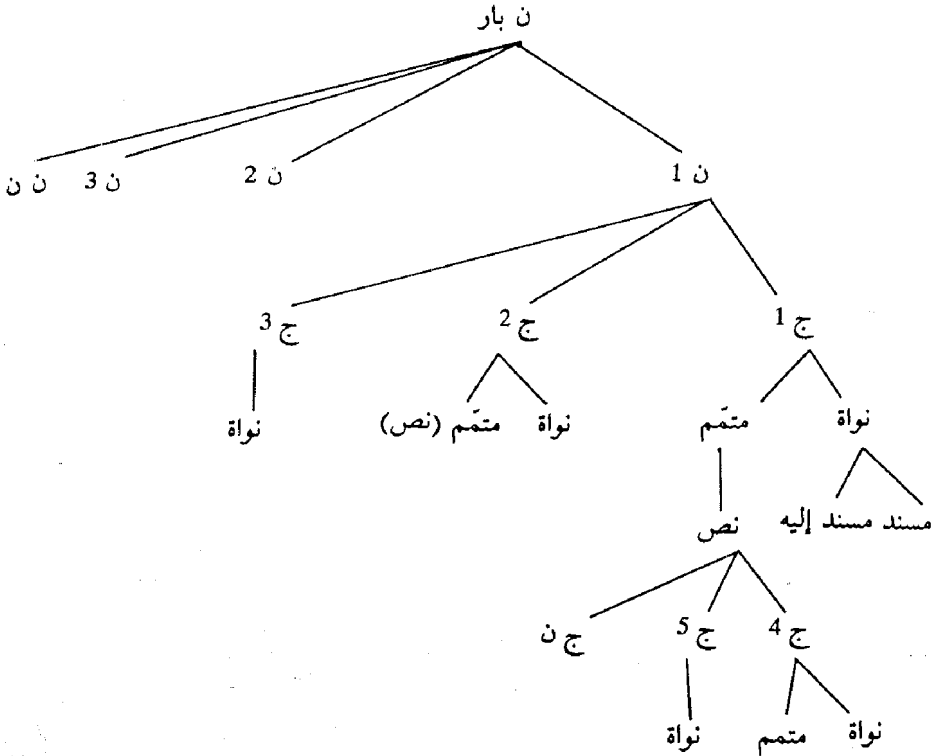 ن بار
ن 1 ن 2 ن 3 ن ن
ج 1 ج 2 ج 3
نواة متمّم نواة متمّم (نص) نواة
مسند مسند إليه نص
ج 4 ج 5 ج ن
نواة متمم نواة